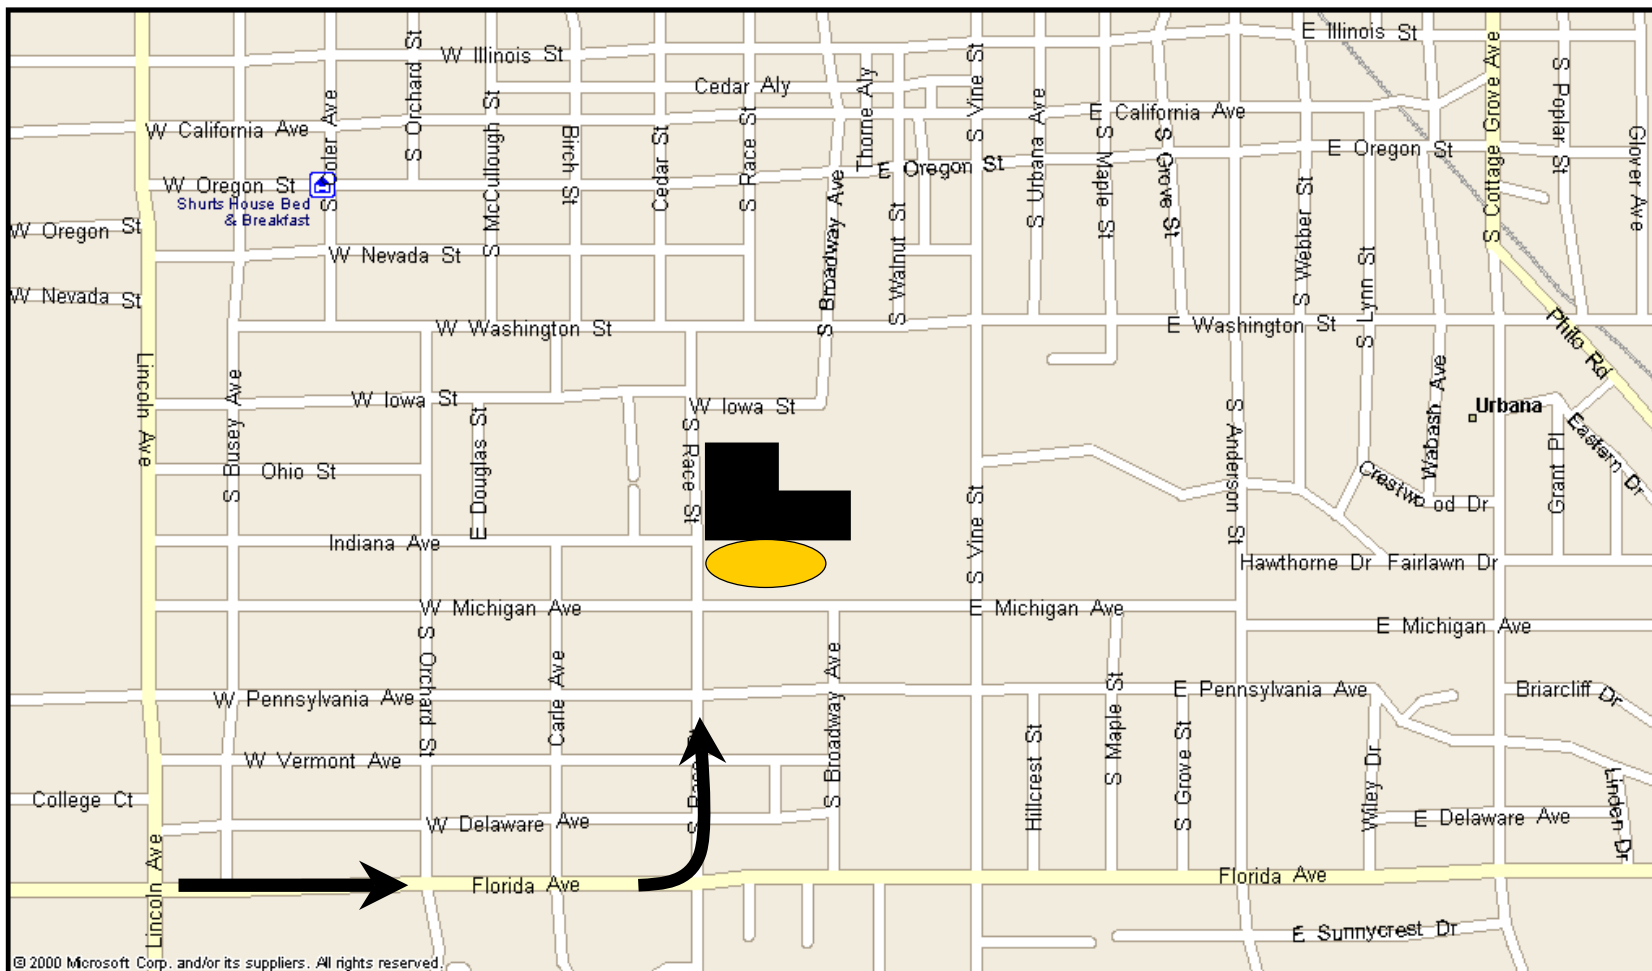 E Illinois St
W Illinois St
S Orchard St
Cedar Aly
Thorne Aly
S Vine St
S Cottage Grove Ave
S Poplar St
Glover Ave
W California Ave
E California Ave
S McCullough St
Birch St
Cedar St
S Race St
S Urbana Ave
S Maple St
S Grove St
E Oregon St
E Oregon St
W Oregon St
Shurts House Bed
& Breakfast
W Oregon St
W Nevada St
W Nevada St
S Broadway Ave
S Walnut St
S Webber St
S Lynn St
W Washington St
E Washington St
Philo Rd
Lincoln Ave
S Busey Ave
W Iowa St
W Iowa St
Wabash Ave
Urbana
Eastern Dr
Grant Pl
Ohio St
E Douglas St
S Race St
S Anderson St
Crestwood Dr
S Vine St
Indiana Ave
Hawthorne Dr
Fairlawn Dr
W Michigan Ave
E Michigan Ave
E Michigan Ave
S Orchard St
Carle Ave
S Broadway Ave
W Pennsylvania Ave
E Pennsylvania Ave
Briarcliff Dr
Hillcrest St
S Maple St
S Grove St
Wiley Dr
W Vermont Ave
College Ct
Linden Dr
W Delaware Ave
E Delaware Ave
Lincoln Ave
Florida Ave
Florida Ave
E Sunnycrest Dr
© 2000 Microsoft Corp. and/or its suppliers. All rights reserved.